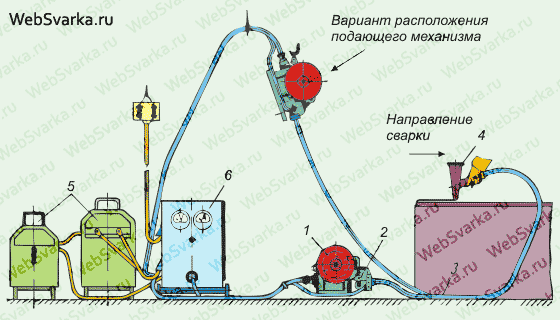 WebSvarka.ru
Вариант расположения
подающего механизма
Направление
сварки
4
5
6
1
2
3